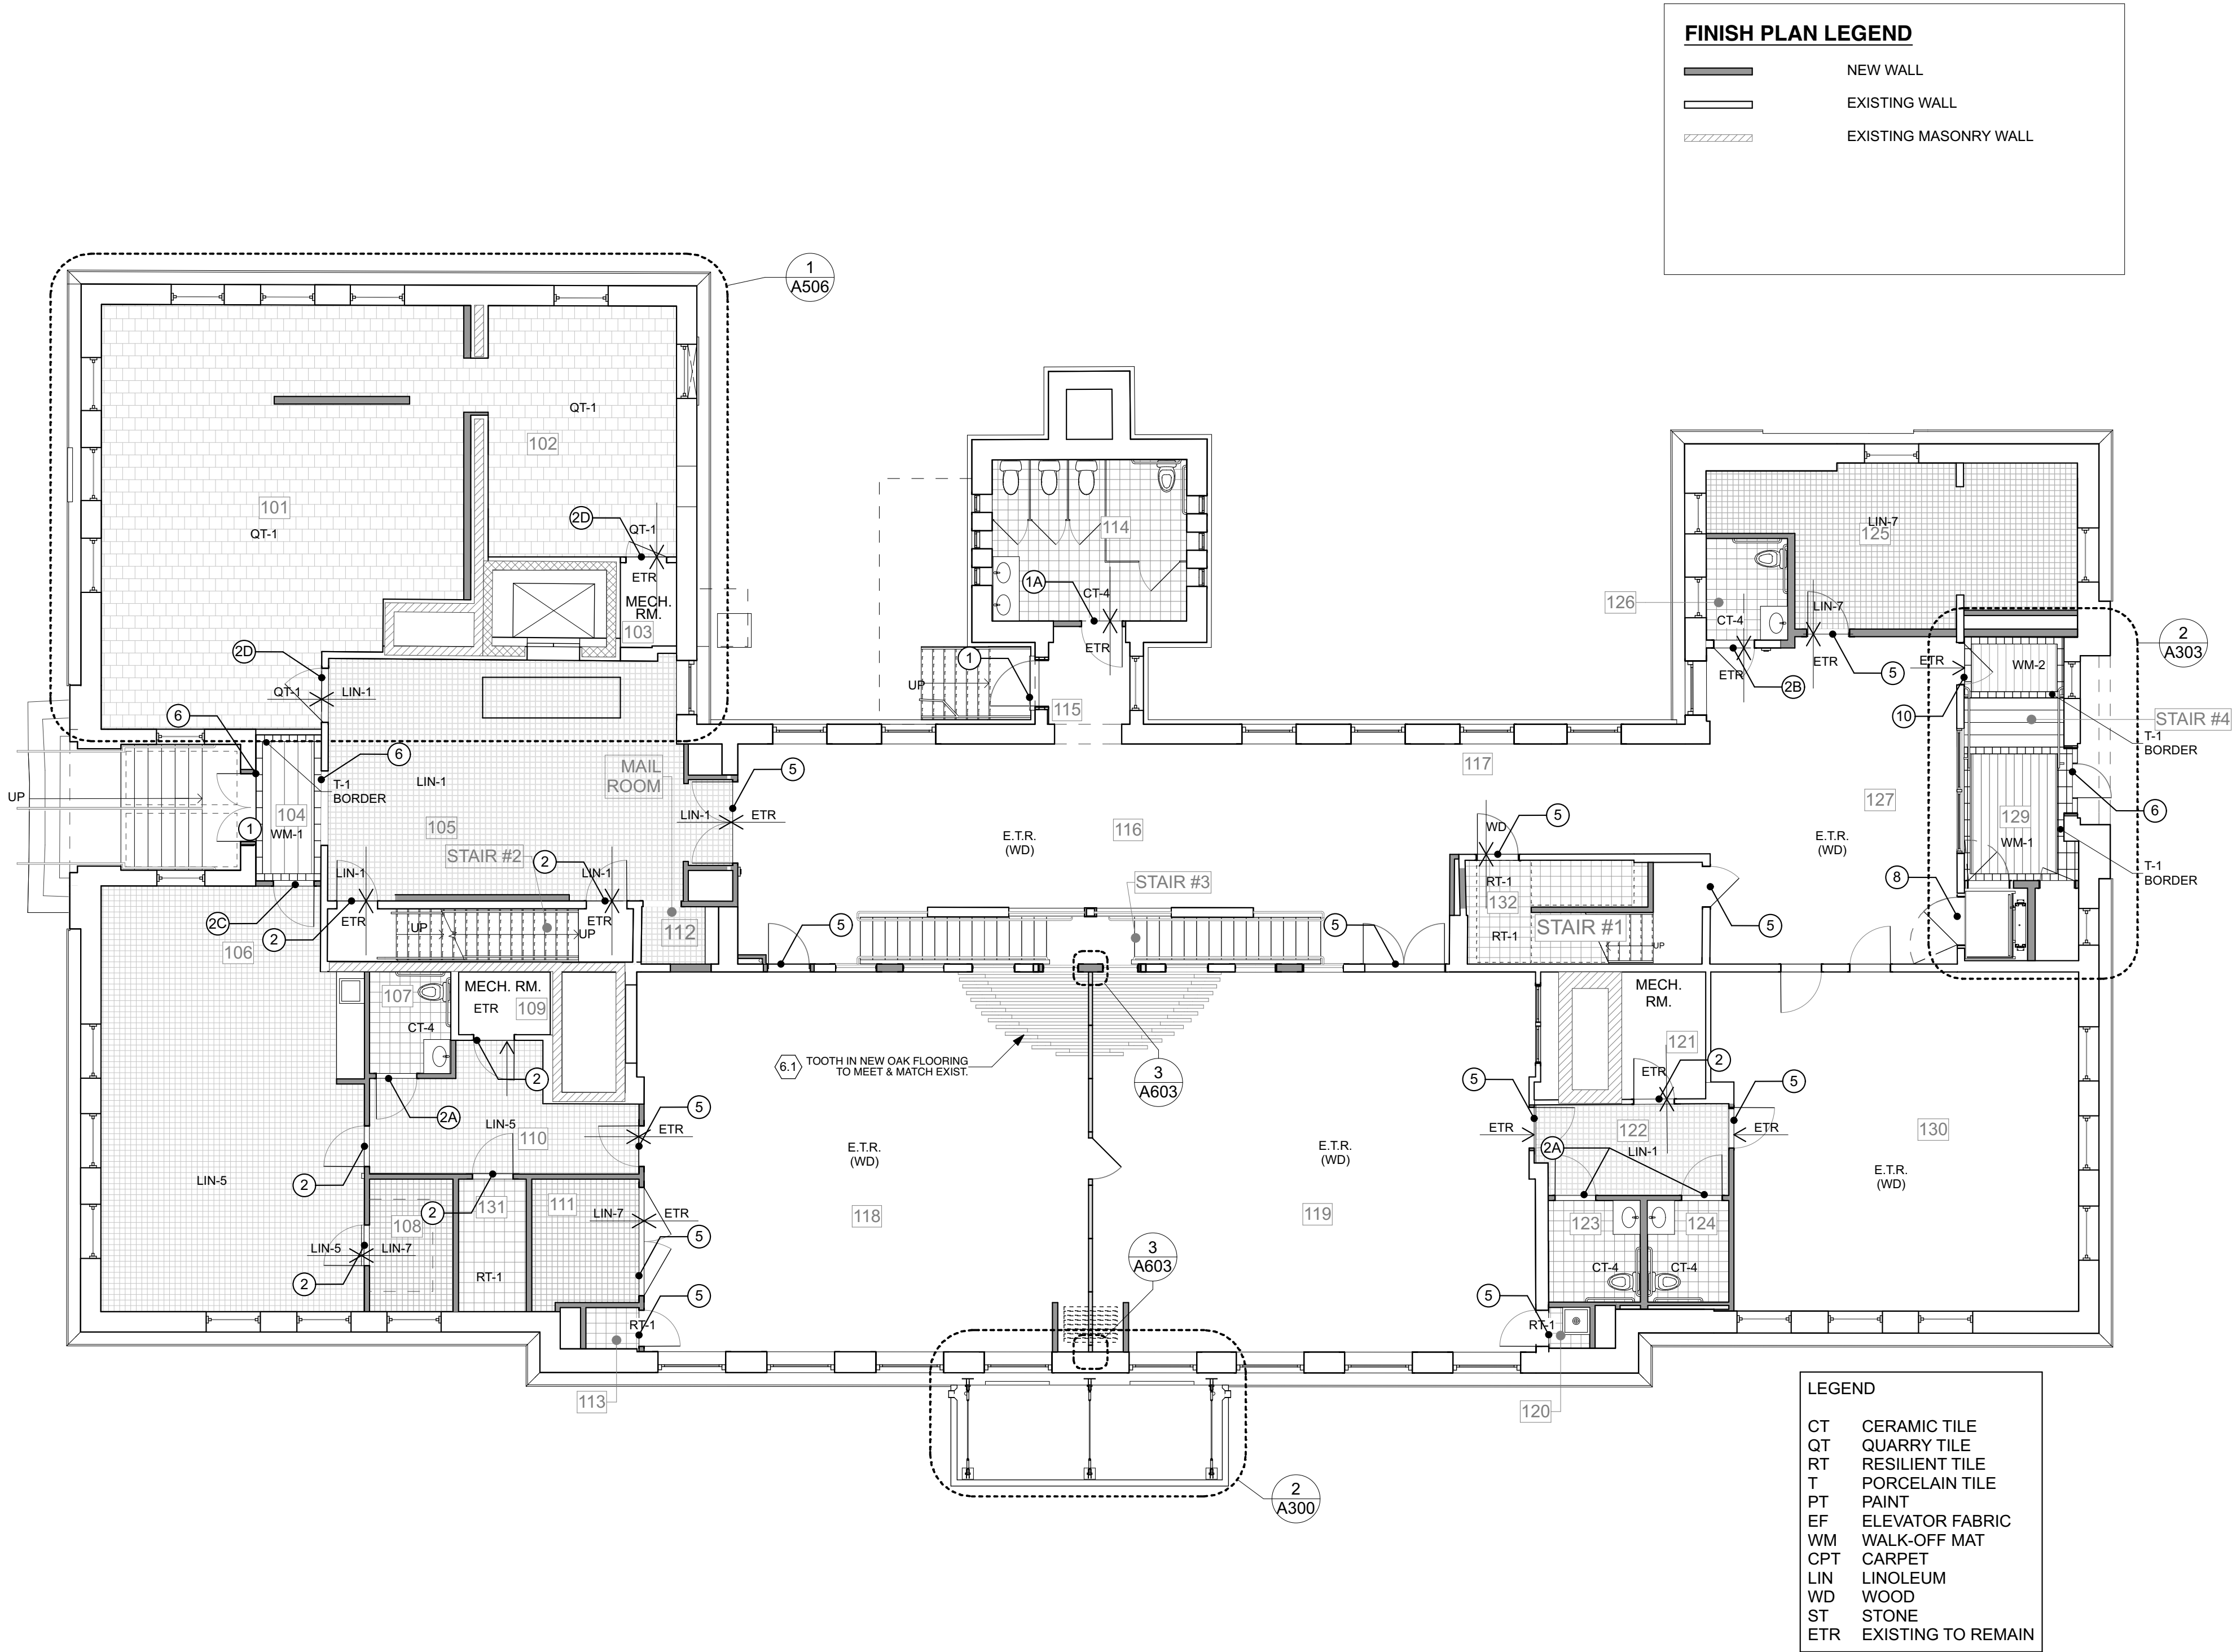 FINISH PLAN LEGEND
NEW WALL
EXISTING WALL
EXISTING MASONRY WALL
1
A506
QT-1
102
101
QT-1
2D
QT-1
ETR
MECH.
RM.
103
2D
QT-1
LIN-1
6
6
UP
104
T-1
BORDER
1
WM-1
LIN-1
105
MAIL
ROOM
5
LIN-1
ETR
STAIR #2
2
LIN-1
LIN-1
ETR
ETR
2C
2
UP
UP
112
106
114
1A
CT-4
ETR
1
UP
115
117
116
E.T.R.
(WD)
STAIR #3
5
5
WD
5
RT-1
132
RT-1
STAIR #1
UP
5
127
E.T.R.
(WD)
LIN-7
125
126
CT-4
LIN-7
ETR
ETR
2B
5
2
A303
ETR
WM-2
10
STAIR #4
T-1
BORDER
129
WM-1
6
T-1
BORDER
8
107
CT-4
MECH. RM.
ETR
109
2
2A
LIN-5
110
5
ETR
LIN-5
2
108
2
131
111
LIN-7
ETR
5
LIN-5
LIN-7
2
RT-1
RT-1
5
113
6.1
TOOTH IN NEW OAK FLOORING
TO MEET & MATCH EXIST.
3
A603
E.T.R.
(WD)
118
E.T.R.
(WD)
119
3
A603
MECH.
RM.
121
ETR
2
5
5
ETR
122
ETR
2A
LIN-1
123
124
CT-4
CT-4
5
RT-1
120
130
E.T.R.
(WD)
2
A300
LEGEND
CT CERAMIC TILE
QT QUARRY TILE
RT RESILIENT TILE
T PORCELAIN TILE
PT PAINT
EF ELEVATOR FABRIC
WM WALK-OFF MAT
CPT CARPET
LIN LINOLEUM
WD WOOD
ST STONE
ETR EXISTING TO REMAIN